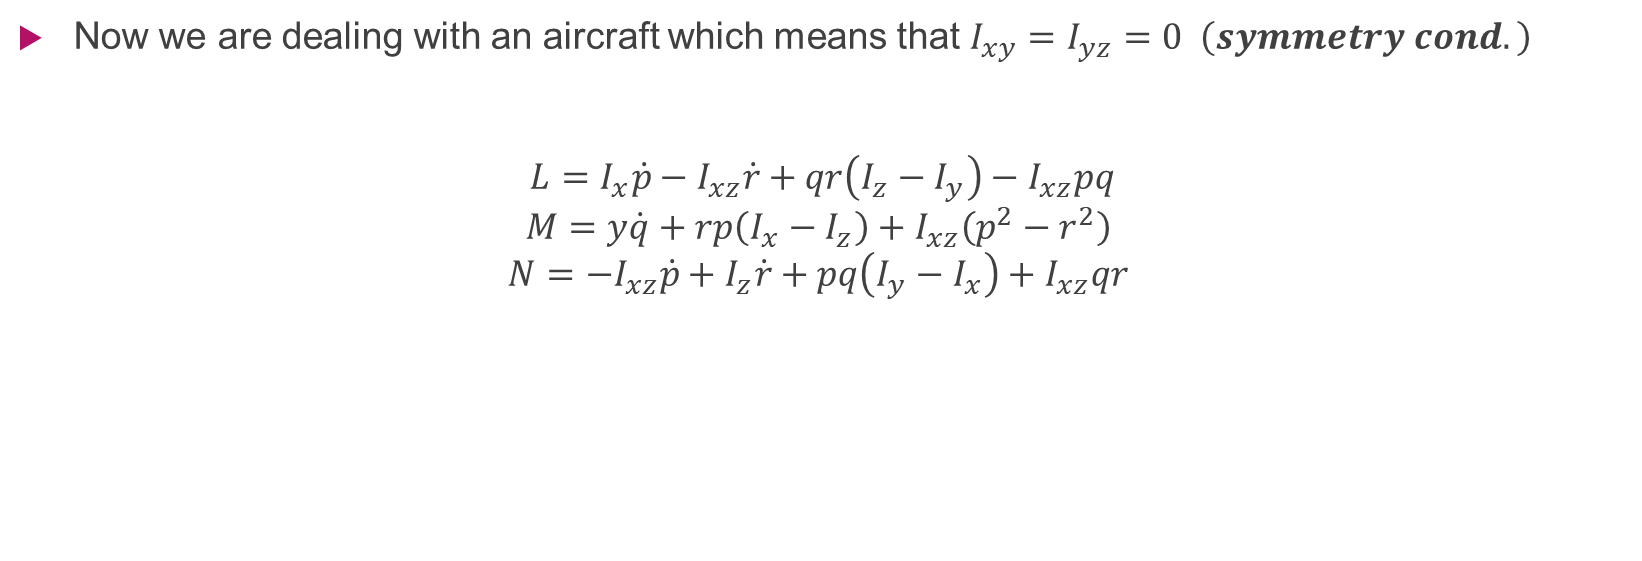 Now we are dealing with an aircraft which means that I_xy = I_yz = 0 (symmetry cond.)
L = I_x ṗ − I_xz ṙ + qr(I_z − I_y) − I_xz pq
M = yq̇ + rp(I_x − I_z) + I_xz(p² − r²)
N = −I_xz ṗ + I_z ṙ + pq(I_y − I_x) + I_xz qr